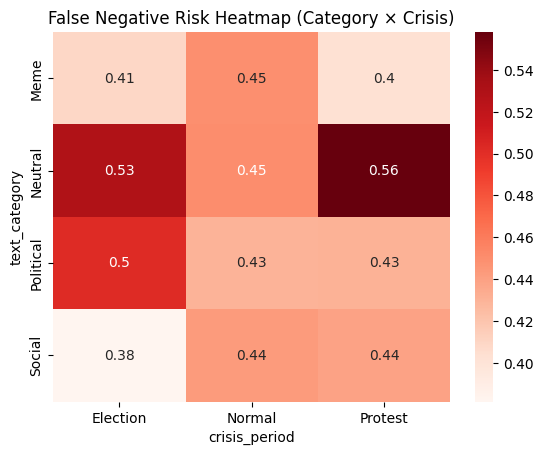 False Negative Risk Heatmap (Category × Crisis)
text_category
Meme
0.41 0.45 0.4
Neutral
0.53 0.45 0.56
Political
0.5 0.43 0.43
Social
0.38 0.44 0.44
Election Normal Protest
crisis_period
0.54
0.52
0.50
0.48
0.46
0.44
0.42
0.40